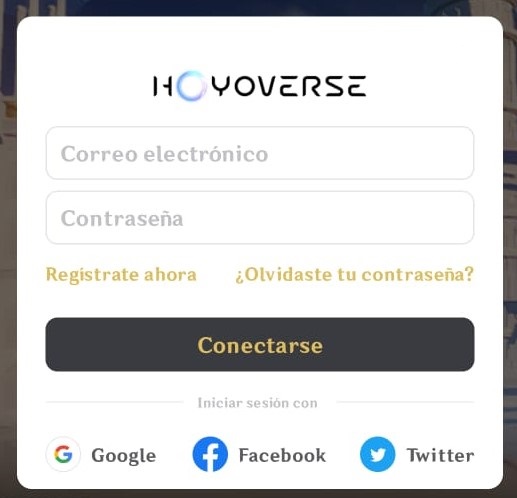 HOYOVERSE
Correo electrónico
Contraseña
Regístrate ahora ¿Olvidaste tu contraseña?
Conectarse
Iniciar sesión con
Google Facebook Twitter